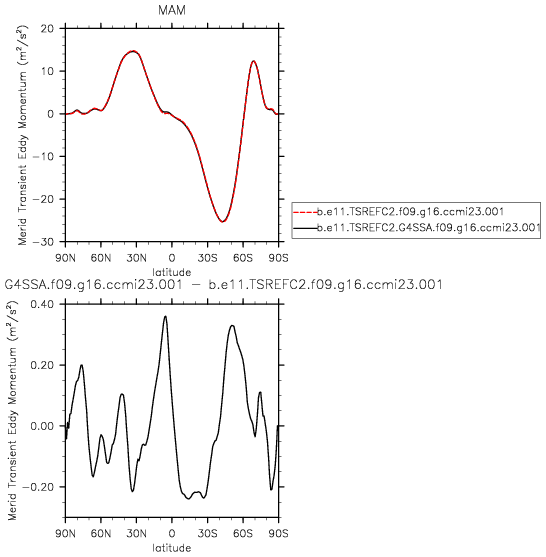 MAM
Merid Transient Eddy Momentum (m²/s²)
20
10
0
−10
−20
−30
90N 60N 30N 0 30S 60S 90S
latitude
b.e11.TSREFC2.f09.g16.ccmi23.001
b.e11.TSREFC2.G4SSA.f09.g16.ccmi23.001
G4SSA.f09.g16.ccmi23.001 − b.e11.TSREFC2.f09.g16.ccmi23.001
Merid Transient Eddy Momentum (m²/s²)
0.40
0.20
0.00
−0.20
90N 60N 30N 0 30S 60S 90S
latitude